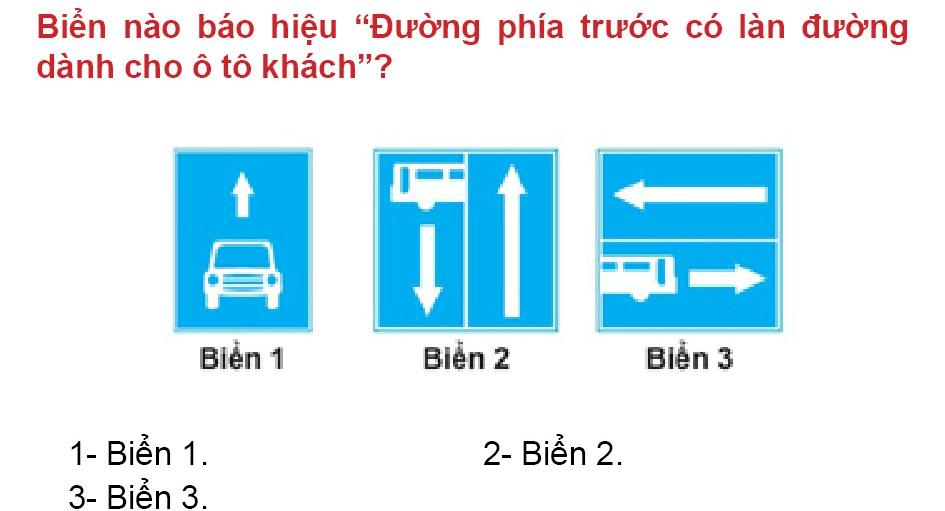 Biển nào báo hiệu “Đường phía trước có làn đường
dành cho ô tô khách”?
Biển 1
Biển 2
Biển 3
1- Biển 1.
2- Biển 2.
3- Biển 3.